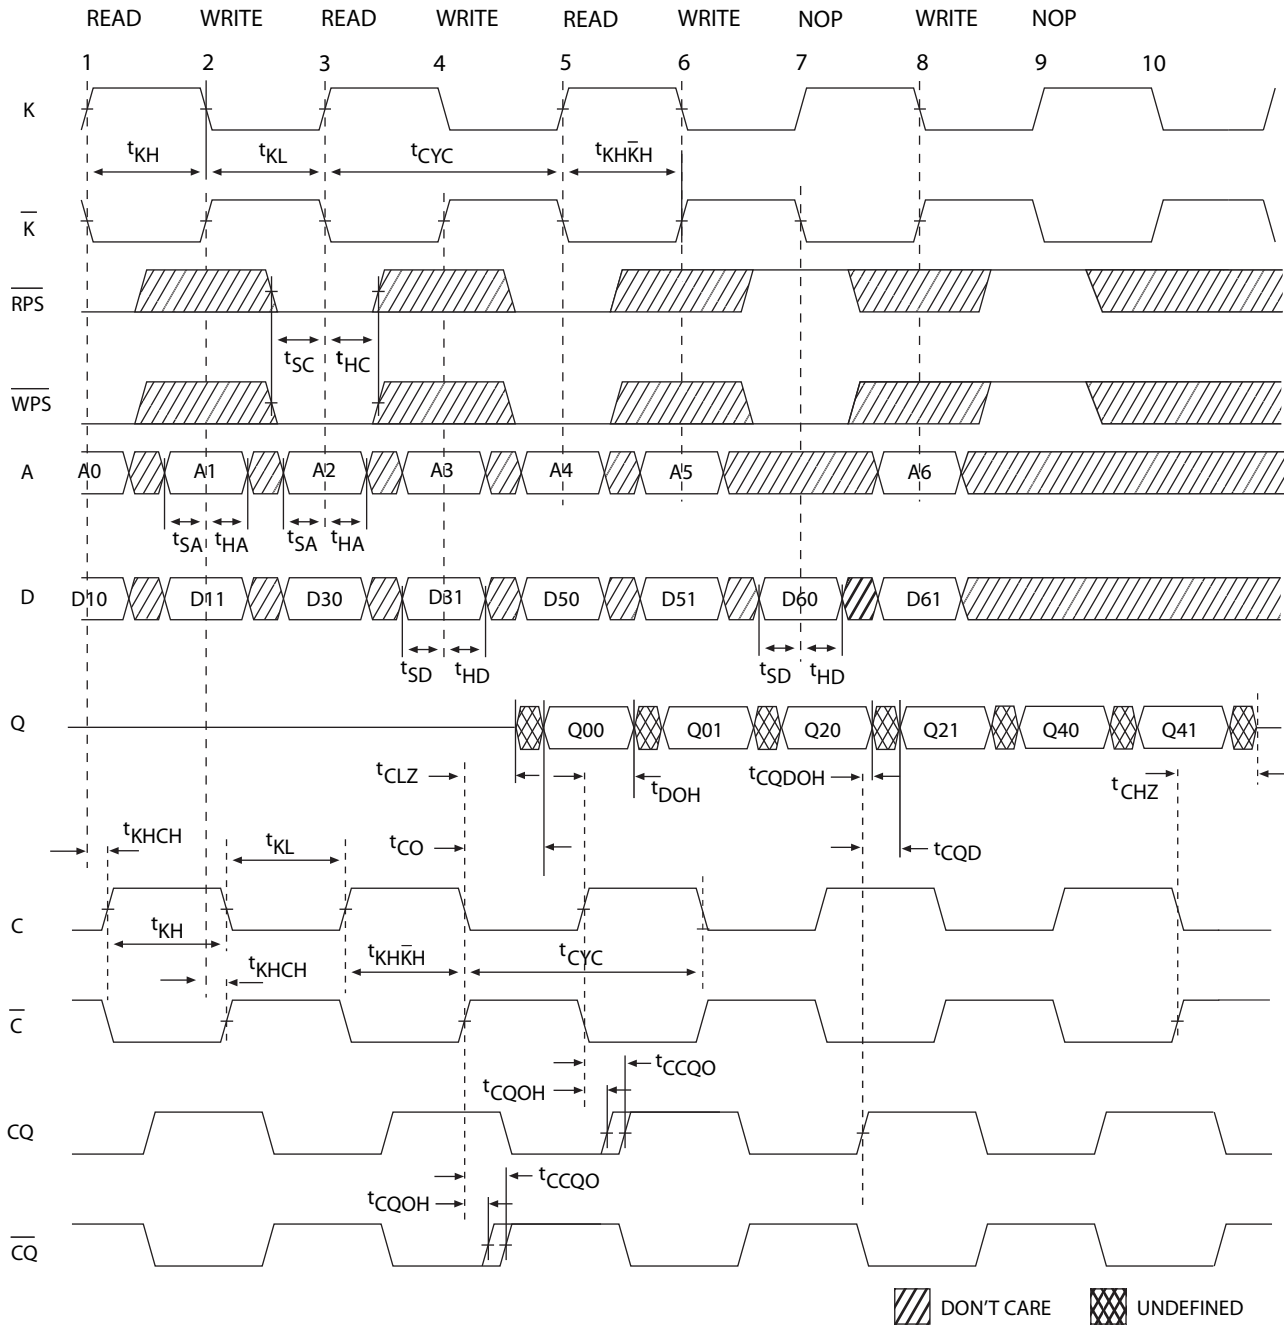 READ WRITE READ WRITE READ WRITE NOP WRITE NOP
1 2 3 4 5 6 7 8 9 10
K
tKH tKL tCYC tKHK̅H
K̅
R̅P̅S̅
tSC tHC
W̅P̅S̅
A A0 A1 A2 A3 A4 A5 A6
tSA tHA tSA tHA
D D10 D11 D30 D31 D50 D51 D60 D61
tSD tHD tSD tHD
Q Q00 Q01 Q20 Q21 Q40 Q41
tCLZ tDOH tCQDOH tCHZ
tKHCH tKL tCO tCQD
C
tKH tKHK̅H tCYC
tKHCH
C̅
tCCQO
tCQOH
CQ
tCCQO
tCQOH
C̅Q̅
DON'T CARE UNDEFINED